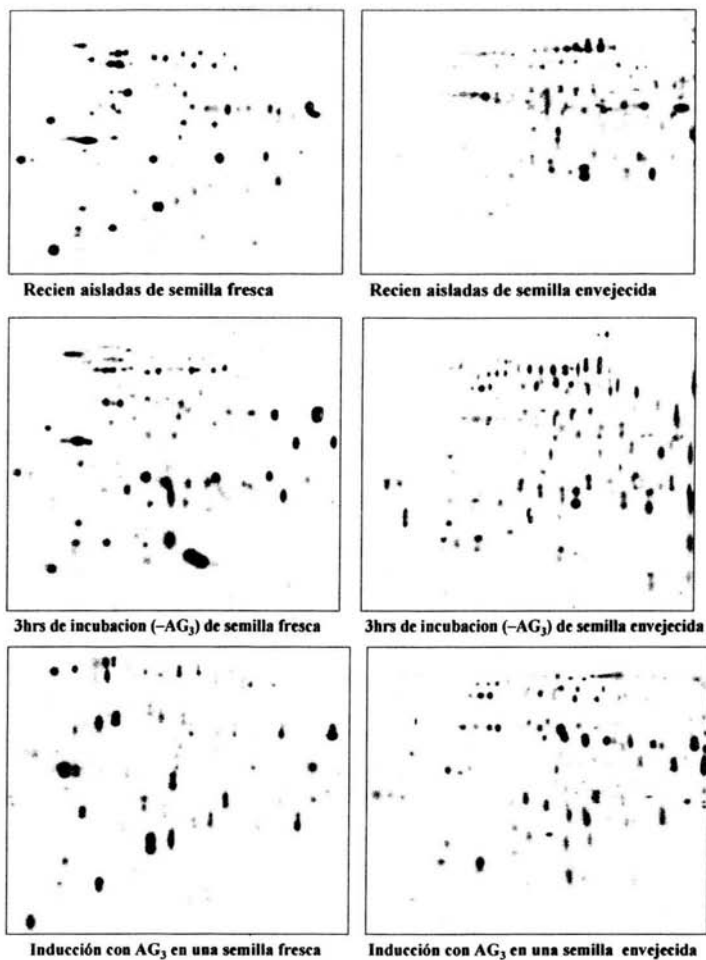 Recien aisladas de semilla fresca
Recien aisladas de semilla envejecida
3hrs de incubacion (–AG₃) de semilla fresca
3hrs de incubacion (–AG₃) de semilla envejecida
Inducción con AG₃ en una semilla fresca
Inducción con AG₃ en una semilla envejecida